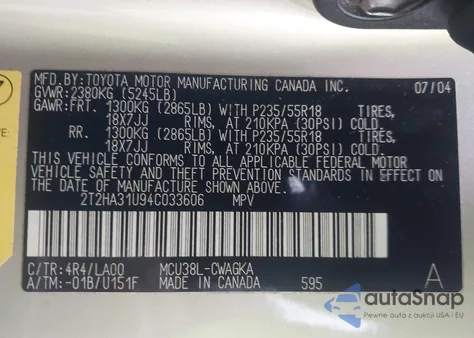 MFD.BY:TOYOTA MOTOR MANUFACTURING CANADA INC. 07/04
GVWR:2380KG (5245LB)
GAWR:FRT. 1300KG (2865LB) WITH P235/55R18 TIRES,
18X7JJ RIMS, AT 210KPA (30PSI) COLD.
RR. 1300KG (2865LB) WITH P235/55R18 TIRES,
18X7JJ RIMS, AT 210KPA (30PSI) COLD.
THIS VEHICLE CONFORMS TO ALL APPLICABLE FEDERAL MOTOR
VEHICLE SAFETY AND THEFT PREVENTION STANDARDS IN EFFECT
ON THE DATE OF MANUFACTURE SHOWN ABOVE.
2T2HA31U94C033606 MPV
C/TR:4R4/LA00 MCU38L-CWAGKA
A/TM:-01B/U151F MADE IN CANADA 595 A
autoSnap
Pewne auta z aukcji USA i EU